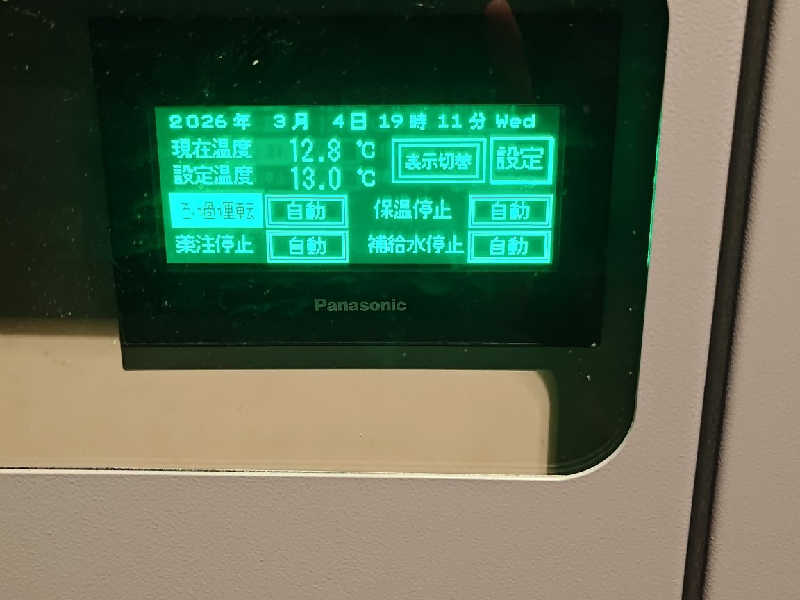 2026年 3月 4日 19時 11分 Wed
現在温度 12.8 ℃ 表示切替 設定
設定温度 13.0 ℃
ろ過運転 自動 保温停止 自動
薬注停止 自動 補給水停止 自動
Panasonic